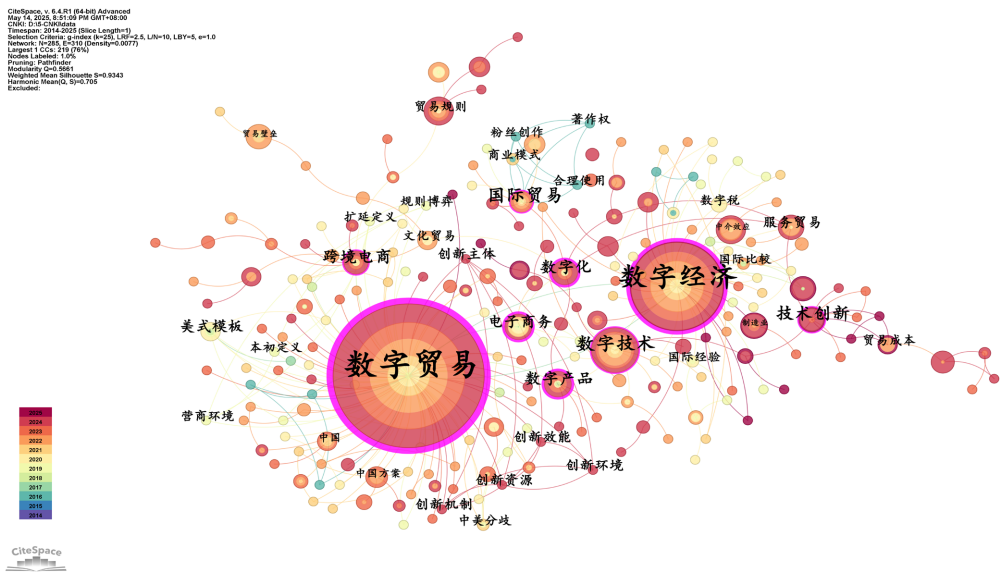 CiteSpace, v. 6.4.R1 (64-bit) Advanced
May 14, 2025, 8:51:09 PM GMT+08:00
CNKI: D:\5-CNKI\data
Timespan: 2014-2025 (Slice Length=1)
Selection Criteria: g-index (k=25), LRF=2.5, L/N=10, LBY=5, e=1.0
Network: N=285, E=310 (Density=0.0077)
Largest 1 CCs: 219 (76%)
Nodes Labeled: 1.0%
Pruning: Pathfinder
Modularity Q=0.5661
Weighted Mean Silhouette S=0.9343
Harmonic Mean(Q, S)=0.705
Excluded:
贸易规则
贸易壁垒
著作权
粉丝创作
商业模式
合理使用
国际贸易
规则博弈
数字税
扩延定义
服务贸易
中介效应
文化贸易
跨境电商
创新主体
国际比较
数字化
数字经济
技术创新
电子商务
制造业
美式模板
贸易成本
数字技术
本初定义
国际经验
数字贸易
数字产品
营商环境
中国
创新效能
创新环境
中国方案
创新资源
创新机制
中美分歧
2025
2024
2023
2022
2021
2020
2019
2018
2017
2016
2015
2014
CiteSpace